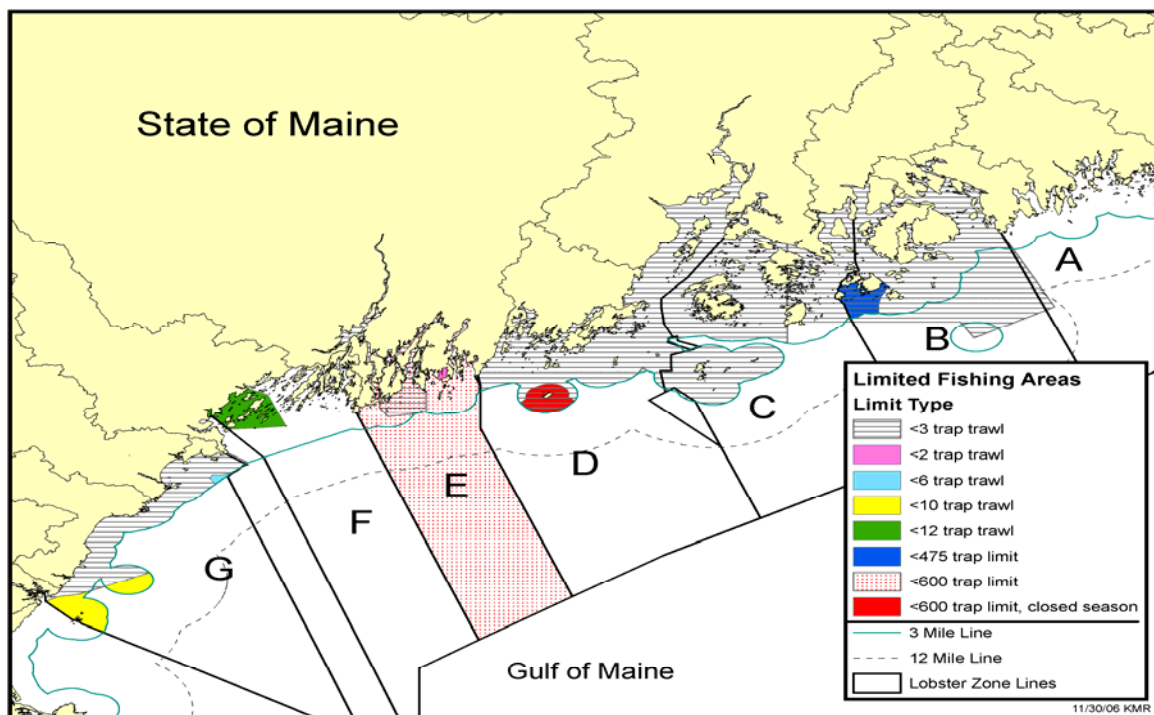 State of Maine
A
B
C
D
E
F
G
Gulf of Maine
Limited Fishing Areas
Limit Type
<3 trap trawl
<2 trap trawl
<6 trap trawl
<10 trap trawl
<12 trap trawl
<475 trap limit
<600 trap limit
<600 trap limit, closed season
3 Mile Line
12 Mile Line
Lobster Zone Lines
11/30/06 KMR